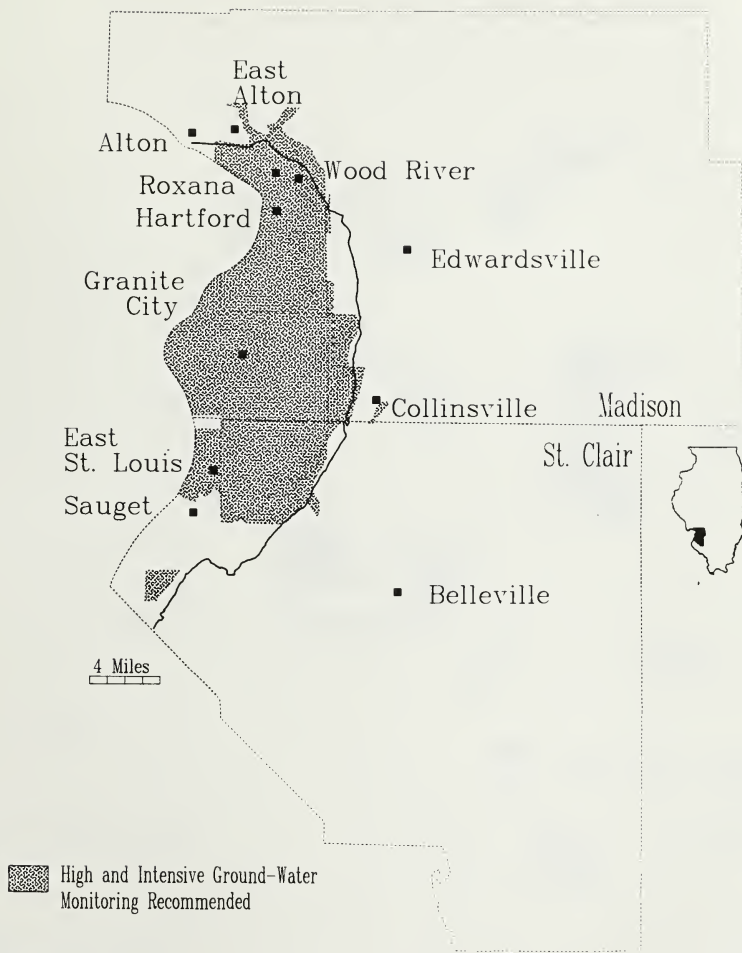 East
Alton
Alton
Roxana
Wood River
Hartford
Edwardsville
Granite
City
Collinsville
Madison
East
St. Louis
St. Clair
Sauget
Belleville
4 Miles
High and Intensive Ground-Water
Monitoring Recommended